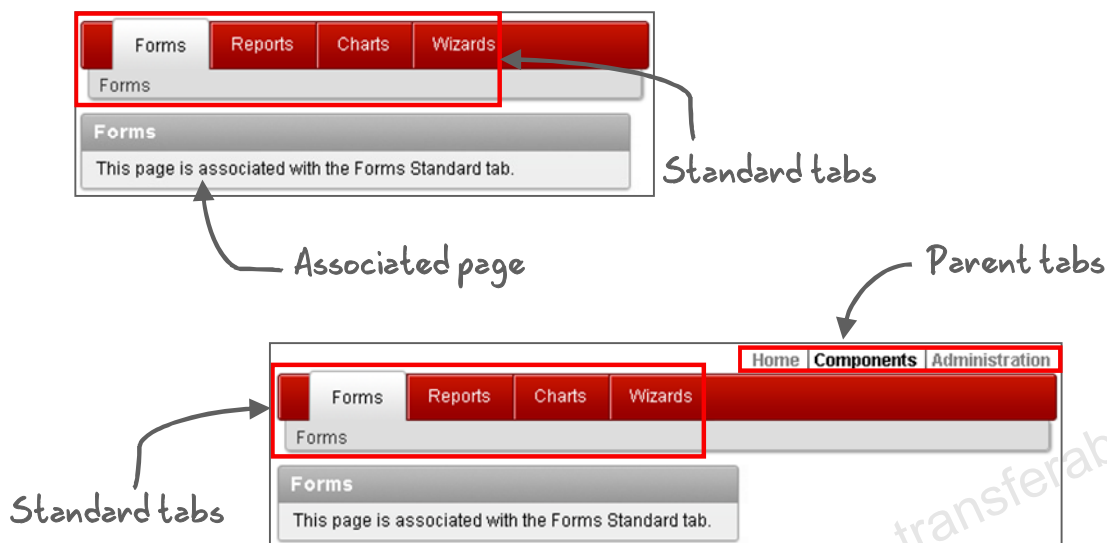 Forms Reports Charts Wizards
Forms
Forms
This page is associated with the Forms Standard tab.
Standard tabs
Associated page
Parent tabs
Home Components Administration
Forms Reports Charts Wizards
Forms
Forms
This page is associated with the Forms Standard tab.
Standard tabs